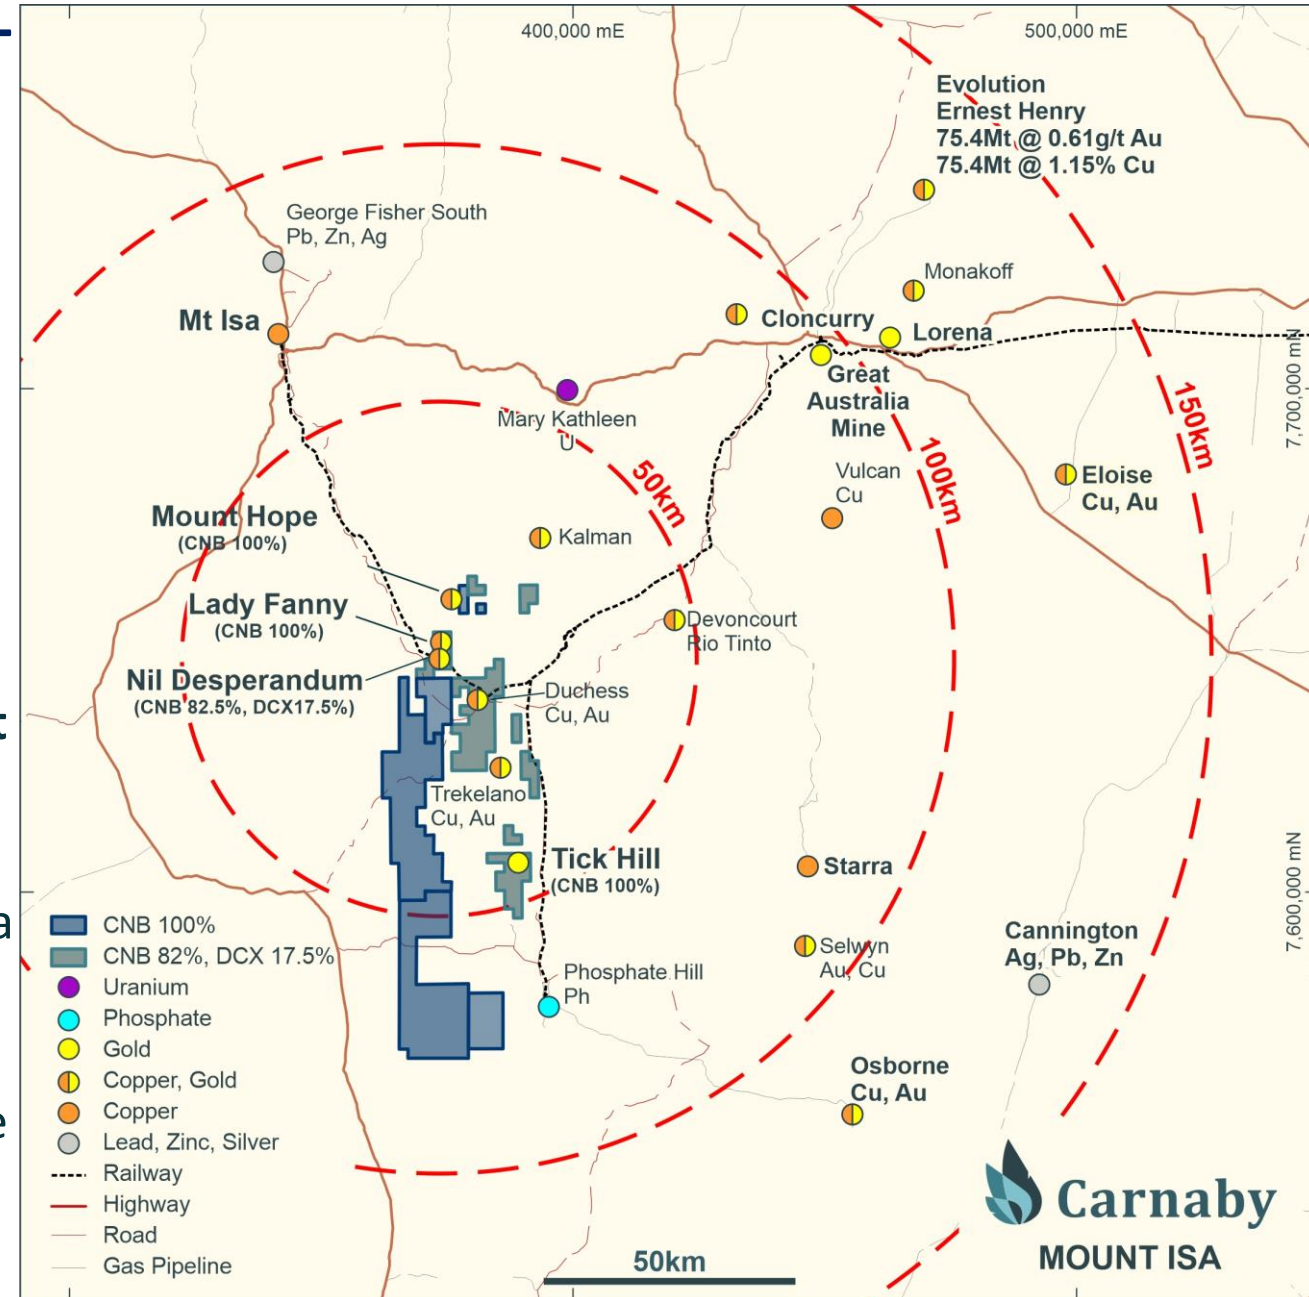 400,000 mE
500,000 mE
Evolution
Ernest Henry
75.4Mt @ 0.61g/t Au
75.4Mt @ 1.15% Cu
George Fisher South
Pb, Zn, Ag
Monakoff
Mt Isa
Cloncurry
Lorena
7,700,000 mN
Great
Australia
Mine
Mary Kathleen
U
150km
100km
50km
Vulcan
Cu
Eloise
Cu, Au
Mount Hope
(CNB 100%)
Kalman
Lady Fanny
(CNB 100%)
Devoncourt
Rio Tinto
Nil Desperandum
(CNB 82.5%, DCX17.5%)
Duchess
Cu, Au
t
Trekelano
Cu, Au
Tick Hill
(CNB 100%)
Starra
7,600,000 mN
a
Selwyn
Au, Cu
Cannington
Ag, Pb, Zn
Phosphate Hill
Ph
Osborne
Cu, Au
e
CNB 100%
CNB 82%, DCX 17.5%
Uranium
Phosphate
Gold
Copper, Gold
Copper
Lead, Zinc, Silver
Railway
Highway
Road
Gas Pipeline
50km
Carnaby
MOUNT ISA